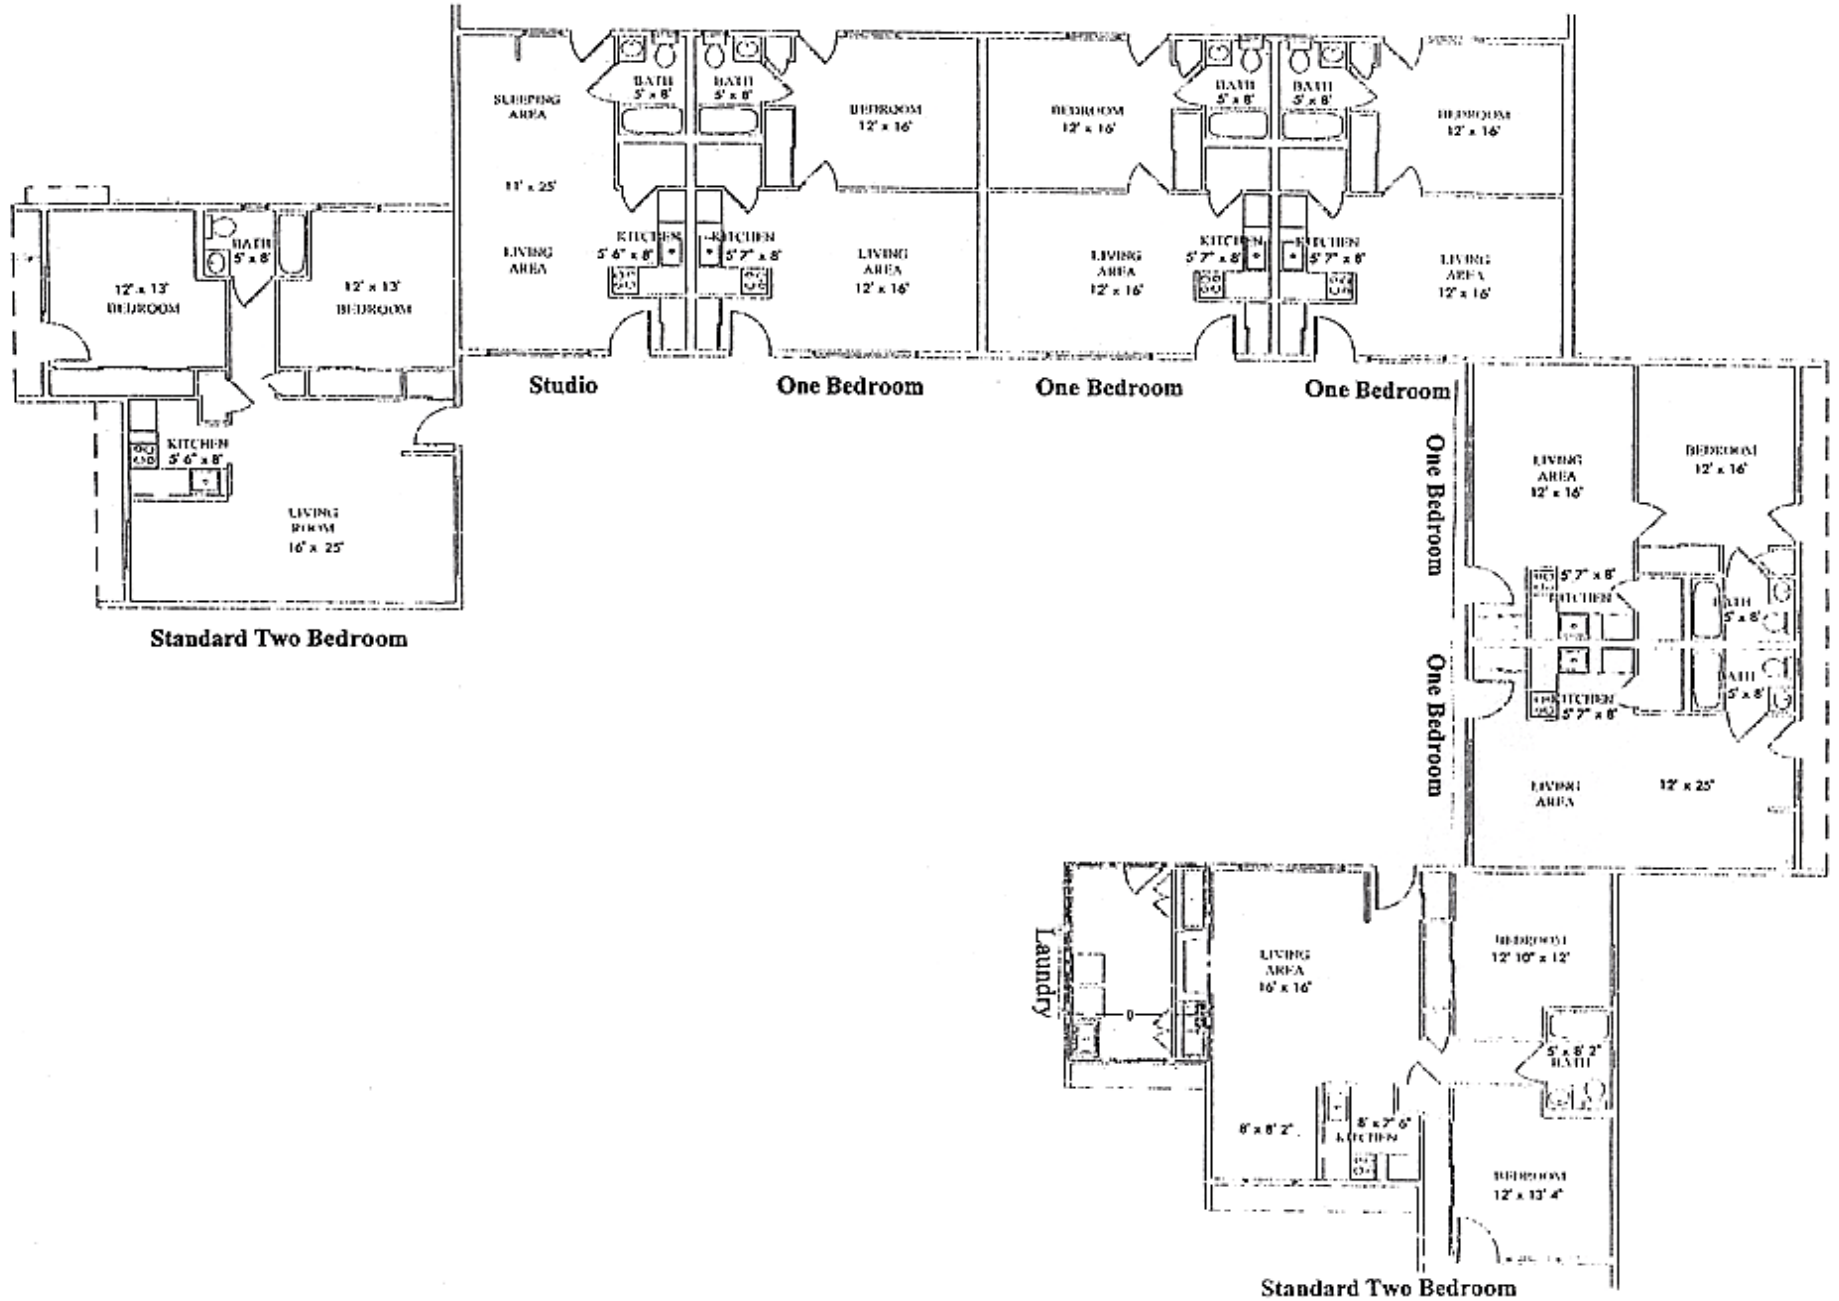 SLEEPING
AREA
11' x 25'
LIVING
AREA
BATH
5' x 8'
KITCHEN
5' 6" x 8'
Studio
BATH
5' x 8'
BEDROOM
12' x 16'
KITCHEN
5' 7" x 8'
LIVING
AREA
12' x 16'
One Bedroom
BEDROOM
12' x 16'
BATH
5' x 8'
KITCHEN
5' 7" x 8'
LIVING
AREA
12' x 16'
One Bedroom
BATH
5' x 8'
BEDROOM
12' x 16'
KITCHEN
5' 7" x 8'
LIVING
AREA
12' x 16'
One Bedroom
12' x 13'
BEDROOM
BATH
5' x 8'
12' x 13'
BEDROOM
KITCHEN
5' 6" x 8'
LIVING
ROOM
16' x 25'
Standard Two Bedroom
One Bedroom
LIVING
AREA
12' x 16'
BEDROOM
12' x 16'
5' 7" x 8'
KITCHEN
BATH
5' x 8'
One Bedroom
KITCHEN
5' 7" x 8'
BATH
5' x 8'
LIVING
AREA
12' x 25'
Laundry
LIVING
AREA
16' x 16'
BEDROOM
12' 10" x 12'
5' x 8' 2"
BATH
8' x 8' 2"
8' x 7' 6"
KITCHEN
BEDROOM
12' x 13' 4"
Standard Two Bedroom